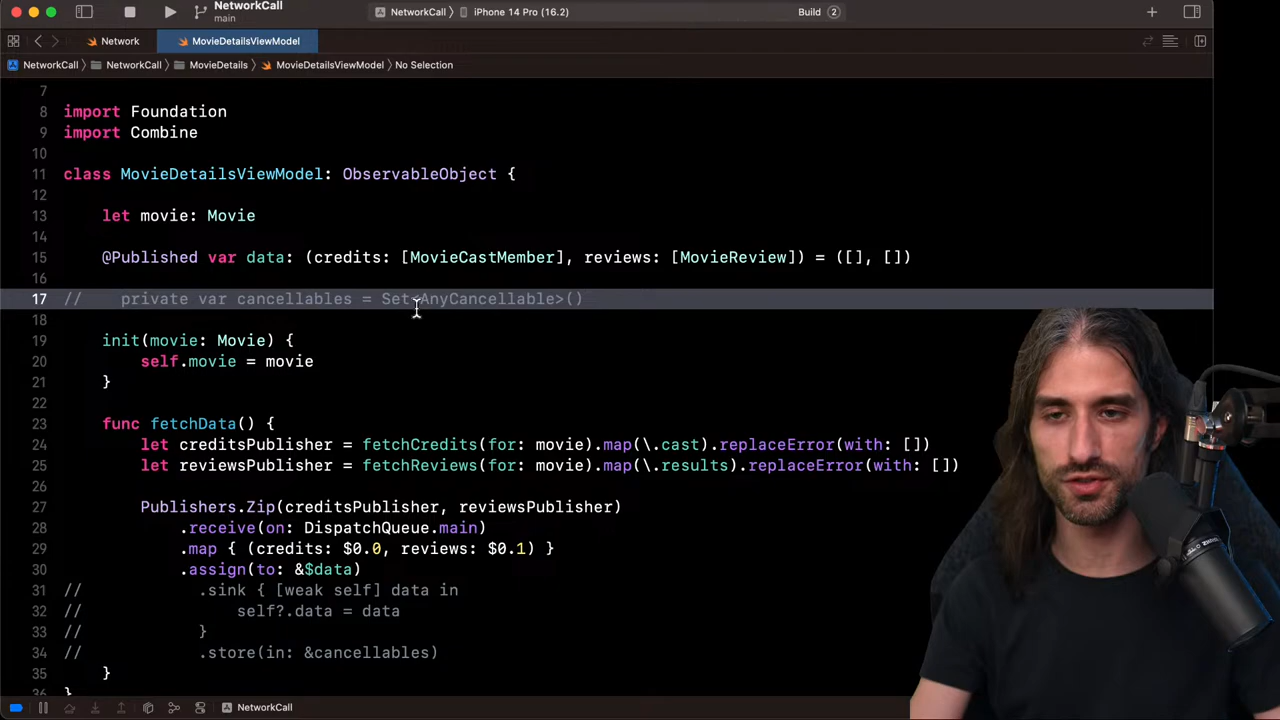 NetworkCall
main
NetworkCall
iPhone 14 Pro (16.2)
Build 2
Network
MovieDetailsViewModel
NetworkCall
NetworkCall
MovieDetails
MovieDetailsViewModel
No Selection
7
8 import Foundation
9 import Combine
10
11 class MovieDetailsViewModel: ObservableObject {
12
13 let movie: Movie
14
15 @Published var data: (credits: [MovieCastMember], reviews: [MovieReview]) = ([], [])
16
17 // private var cancellables = Set<AnyCancellable>()
18
19 init(movie: Movie) {
20 self.movie = movie
21 }
22
23 func fetchData() {
24 let creditsPublisher = fetchCredits(for: movie).map(\.cast).replaceError(with: [])
25 let reviewsPublisher = fetchReviews(for: movie).map(\.results).replaceError(with: [])
26
27 Publishers.Zip(creditsPublisher, reviewsPublisher)
28 .receive(on: DispatchQueue.main)
29 .map { (credits: $0.0, reviews: $0.1) }
30 .assign(to: &$data)
31 // .sink { [weak self] data in
32 // self?.data = data
33 // }
34 // .store(in: &cancellables)
35 }
36 }
NetworkCall